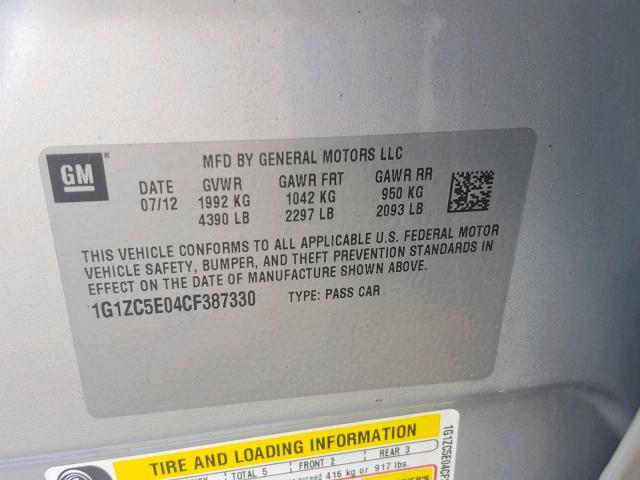 GM®
MFD BY GENERAL MOTORS LLC
DATE GVWR GAWR FRT GAWR RR
07/12 1992 KG 1042 KG 950 KG
4390 LB 2297 LB 2093 LB
THIS VEHICLE CONFORMS TO ALL APPLICABLE U.S. FEDERAL MOTOR
VEHICLE SAFETY, BUMPER, AND THEFT PREVENTION STANDARDS IN
EFFECT ON THE DATE OF MANUFACTURE SHOWN ABOVE.
1G1ZC5E04CF387330 TYPE: PASS CAR
TIRE AND LOADING INFORMATION
TOTAL 5 FRONT 2 REAR 3
exceed 416 kg or 917 lbs.
1G1ZC5E04CF